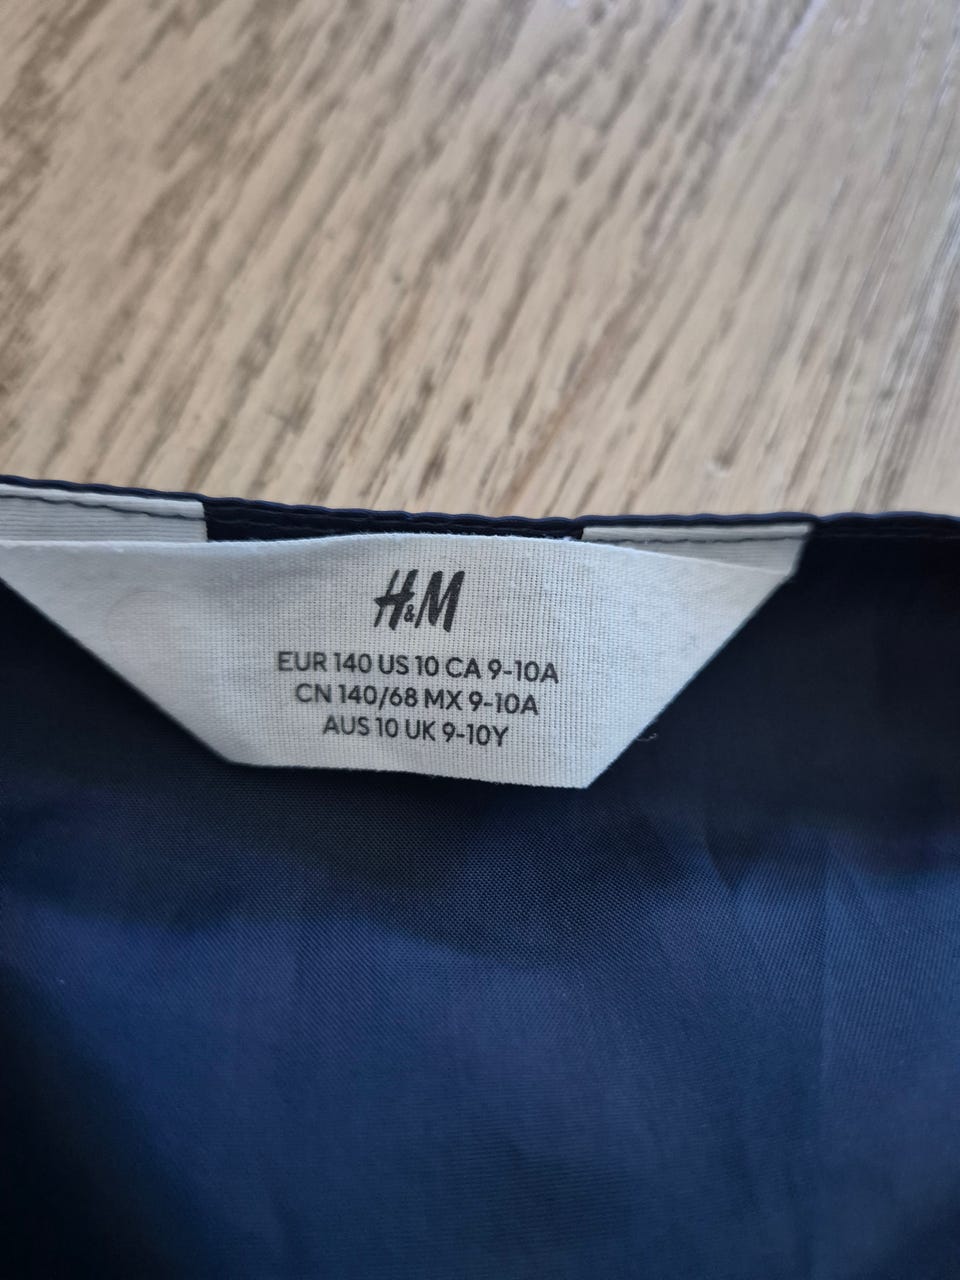 H&M
EUR 140 US 10 CA 9-10A
CN 140/68 MX 9-10A
AUS 10 UK 9-10Y